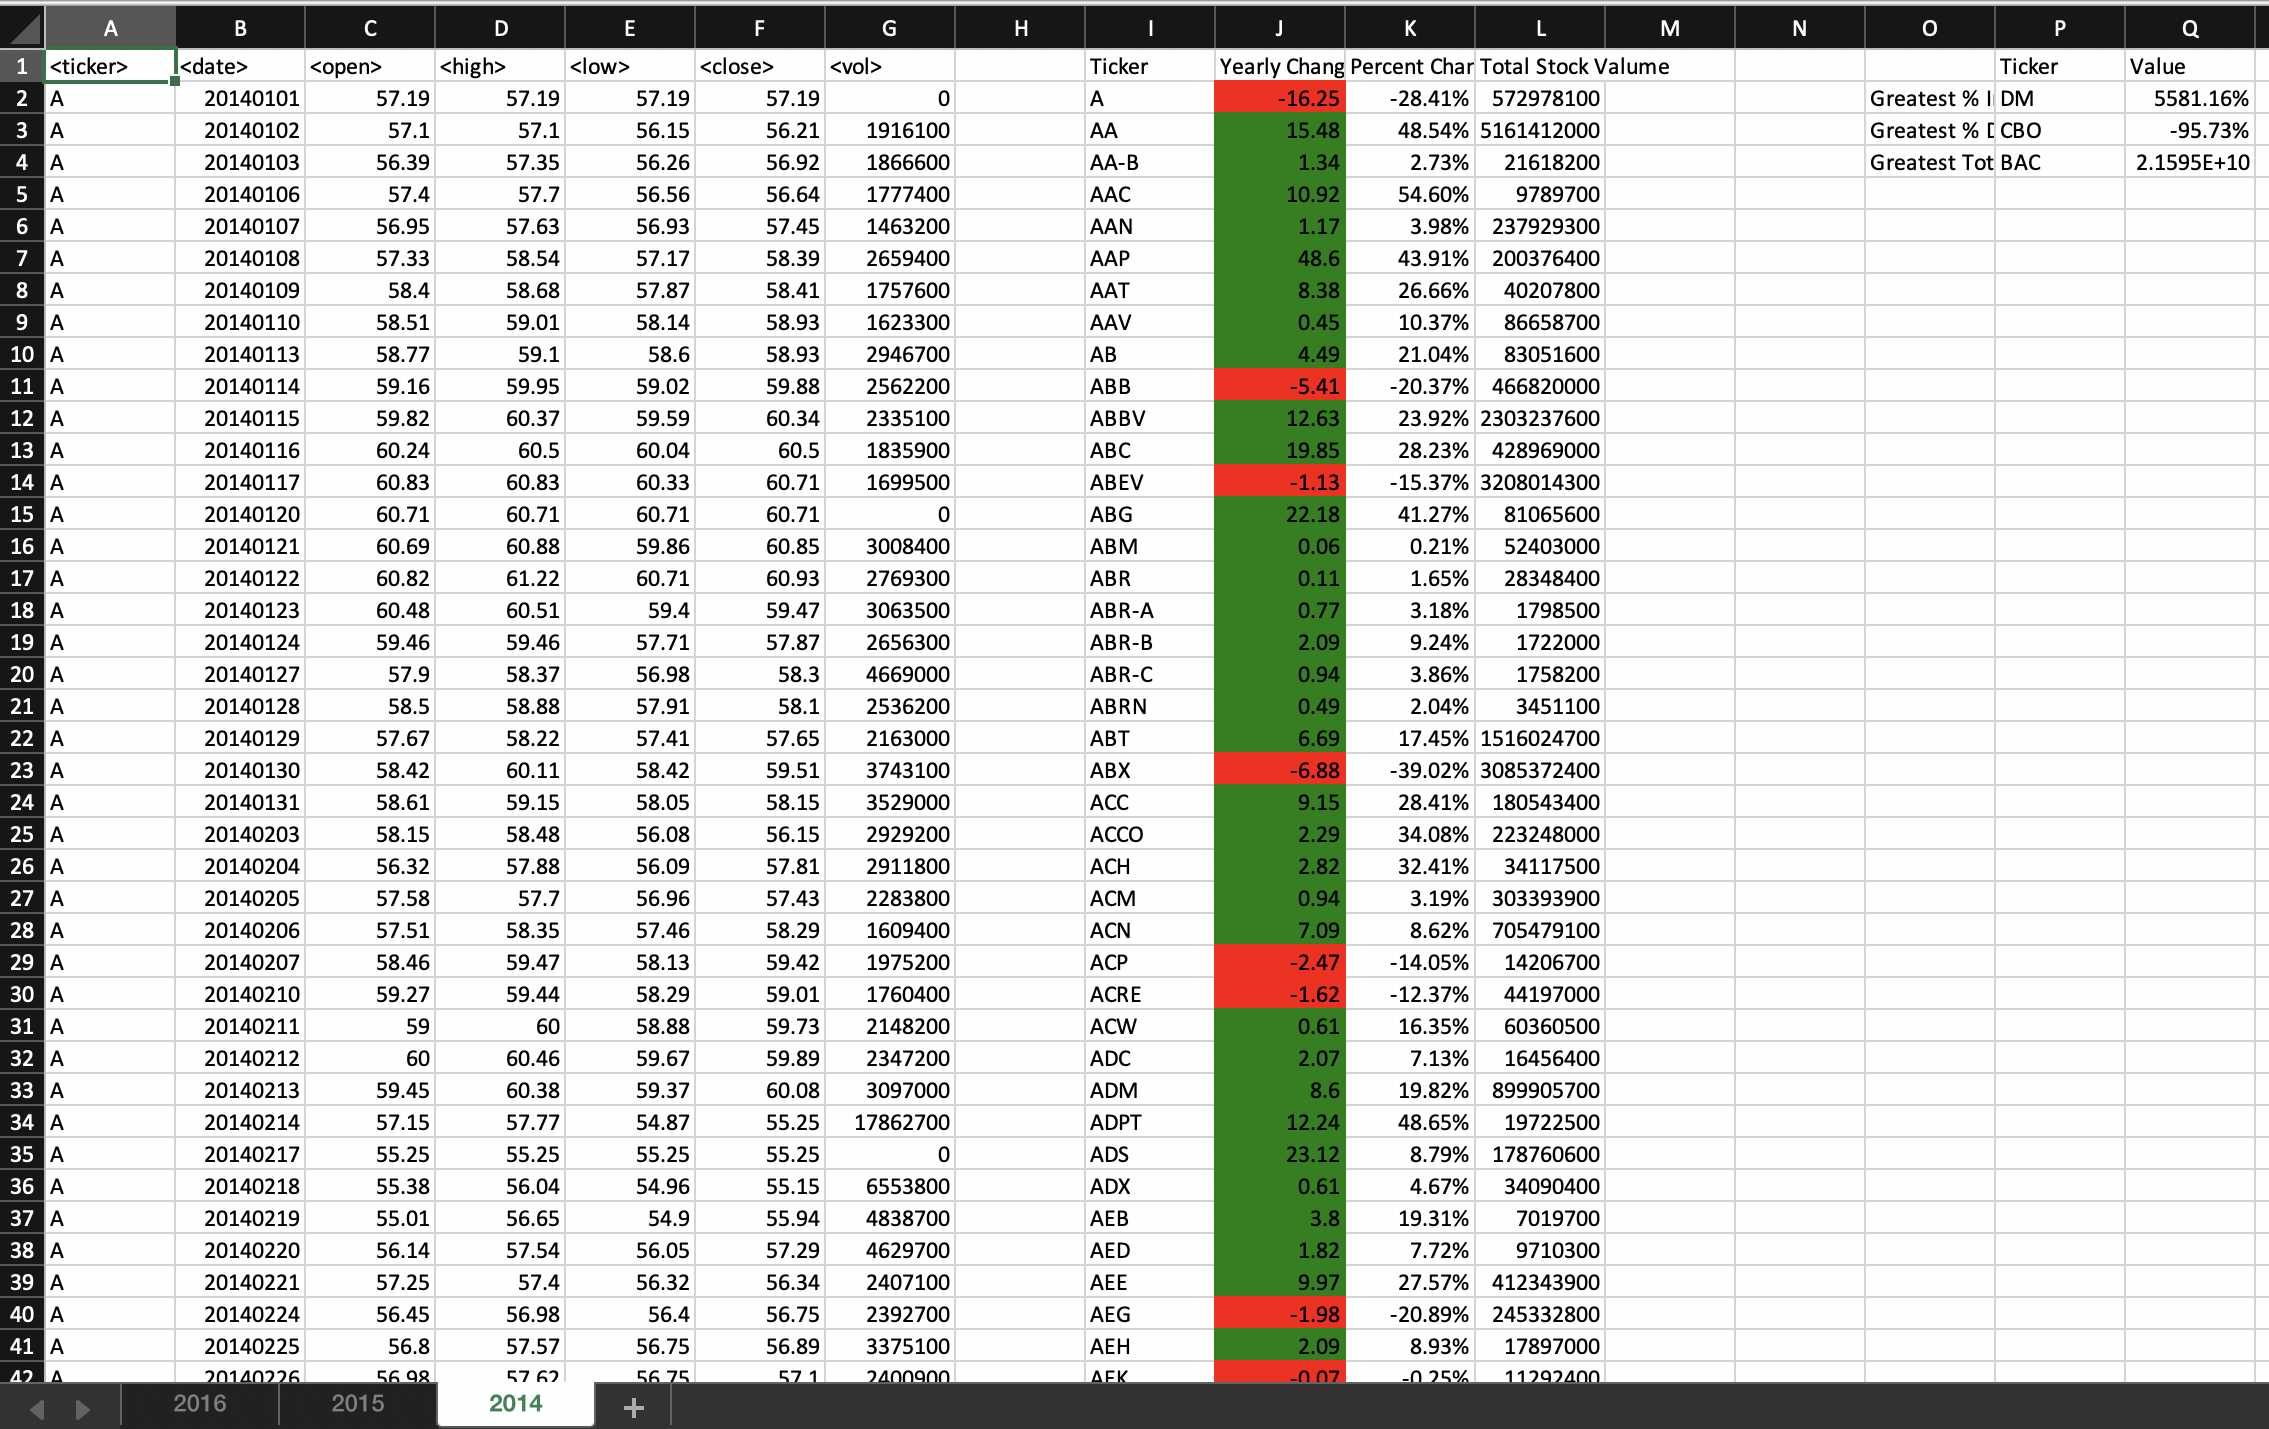 A B C D E F G H I J K L M N O P Q
1 <ticker> <date> <open> <high> <low> <close> <vol> Ticker Yearly Chang Percent Char Total Stock Valume Ticker Value
2 A 20140101 57.19 57.19 57.19 57.19 0 A -16.25 -28.41% 572978100 Greatest % I DM 5581.16%
3 A 20140102 57.1 57.1 56.15 56.21 1916100 AA 15.48 48.54% 5161412000 Greatest % D CBO -95.73%
4 A 20140103 56.39 57.35 56.26 56.92 1866600 AA-B 1.34 2.73% 21618200 Greatest Tot BAC 2.1595E+10
5 A 20140106 57.4 57.7 56.56 56.64 1777400 AAC 10.92 54.60% 9789700
6 A 20140107 56.95 57.63 56.93 57.45 1463200 AAN 1.17 3.98% 237929300
7 A 20140108 57.33 58.54 57.17 58.39 2659400 AAP 48.6 43.91% 200376400
8 A 20140109 58.4 58.68 57.87 58.41 1757600 AAT 8.38 26.66% 40207800
9 A 20140110 58.51 59.01 58.14 58.93 1623300 AAV 0.45 10.37% 86658700
10 A 20140113 58.77 59.1 58.6 58.93 2946700 AB 4.49 21.04% 83051600
11 A 20140114 59.16 59.95 59.02 59.88 2562200 ABB -5.41 -20.37% 466820000
12 A 20140115 59.82 60.37 59.59 60.34 2335100 ABBV 12.63 23.92% 2303237600
13 A 20140116 60.24 60.5 60.04 60.5 1835900 ABC 19.85 28.23% 428969000
14 A 20140117 60.83 60.83 60.33 60.71 1699500 ABEV -1.13 -15.37% 3208014300
15 A 20140120 60.71 60.71 60.71 60.71 0 ABG 22.18 41.27% 81065600
16 A 20140121 60.69 60.88 59.86 60.85 3008400 ABM 0.06 0.21% 52403000
17 A 20140122 60.82 61.22 60.71 60.93 2769300 ABR 0.11 1.65% 28348400
18 A 20140123 60.48 60.51 59.4 59.47 3063500 ABR-A 0.77 3.18% 1798500
19 A 20140124 59.46 59.46 57.71 57.87 2656300 ABR-B 2.09 9.24% 1722000
20 A 20140127 57.9 58.37 56.98 58.3 4669000 ABR-C 0.94 3.86% 1758200
21 A 20140128 58.5 58.88 57.91 58.1 2536200 ABRN 0.49 2.04% 3451100
22 A 20140129 57.67 58.22 57.41 57.65 2163000 ABT 6.69 17.45% 1516024700
23 A 20140130 58.42 60.11 58.42 59.51 3743100 ABX -6.88 -39.02% 3085372400
24 A 20140131 58.61 59.15 58.05 58.15 3529000 ACC 9.15 28.41% 180543400
25 A 20140203 58.15 58.48 56.08 56.15 2929200 ACCO 2.29 34.08% 223248000
26 A 20140204 56.32 57.88 56.09 57.81 2911800 ACH 2.82 32.41% 34117500
27 A 20140205 57.58 57.7 56.96 57.43 2283800 ACM 0.94 3.19% 303393900
28 A 20140206 57.51 58.35 57.46 58.29 1609400 ACN 7.09 8.62% 705479100
29 A 20140207 58.46 59.47 58.13 59.42 1975200 ACP -2.47 -14.05% 14206700
30 A 20140210 59.27 59.44 58.29 59.01 1760400 ACRE -1.62 -12.37% 44197000
31 A 20140211 59 60 58.88 59.73 2148200 ACW 0.61 16.35% 60360500
32 A 20140212 60 60.46 59.67 59.89 2347200 ADC 2.07 7.13% 16456400
33 A 20140213 59.45 60.38 59.37 60.08 3097000 ADM 8.6 19.82% 899905700
34 A 20140214 57.15 57.77 54.87 55.25 17862700 ADPT 12.24 48.65% 19722500
35 A 20140217 55.25 55.25 55.25 55.25 0 ADS 23.12 8.79% 178760600
36 A 20140218 55.38 56.04 54.96 55.15 6553800 ADX 0.61 4.67% 34090400
37 A 20140219 55.01 56.65 54.9 55.94 4838700 AEB 3.8 19.31% 7019700
38 A 20140220 56.14 57.54 56.05 57.29 4629700 AED 1.82 7.72% 9710300
39 A 20140221 57.25 57.4 56.32 56.34 2407100 AEE 9.97 27.57% 412343900
40 A 20140224 56.45 56.98 56.4 56.75 2392700 AEG -1.98 -20.89% 245332800
41 A 20140225 56.8 57.57 56.75 56.89 3375100 AEH 2.09 8.93% 17897000
42 A 20140226 56.98 57.62 56.75 57.1 2400900 AEK -0.07 -0.25% 11292400
2016 2015 2014 +